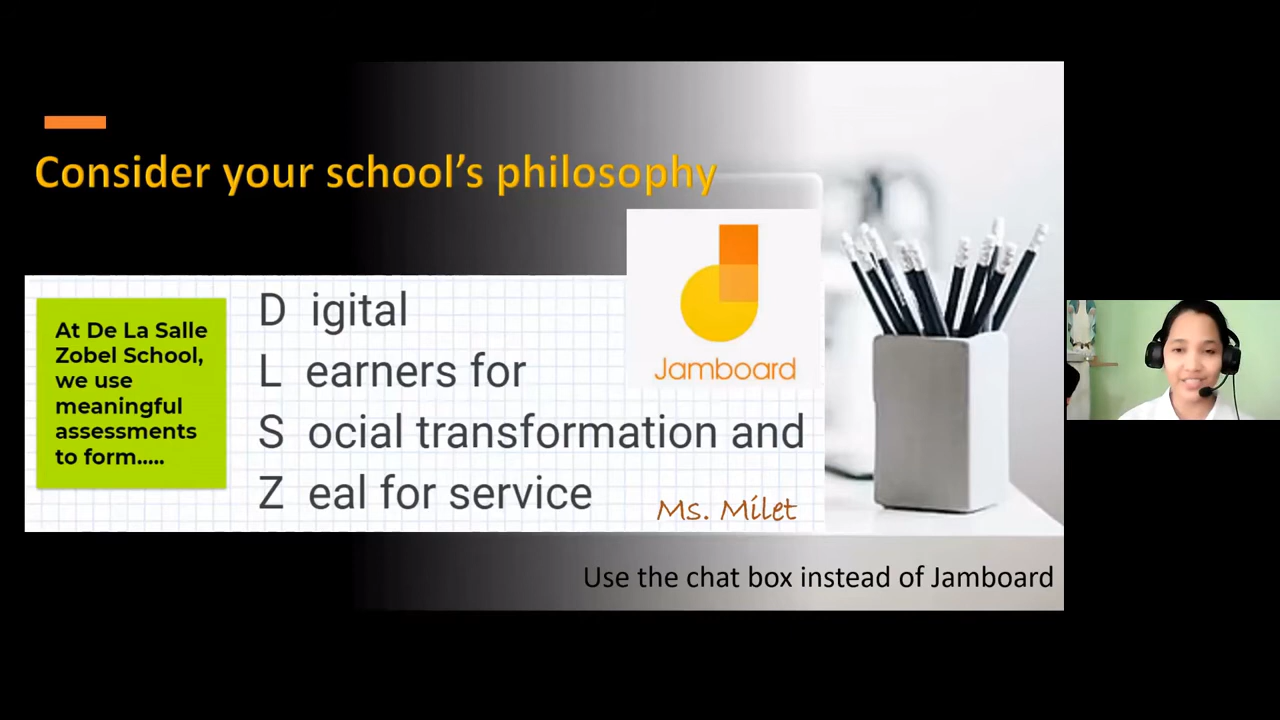 Consider your school's philosophy
At De La Salle
Zobel School,
we use
meaningful
assessments
to form.....
D igital
L earners for
S ocial transformation and
Z eal for service
Jamboard
Ms. Milet
Use the chat box instead of Jamboard